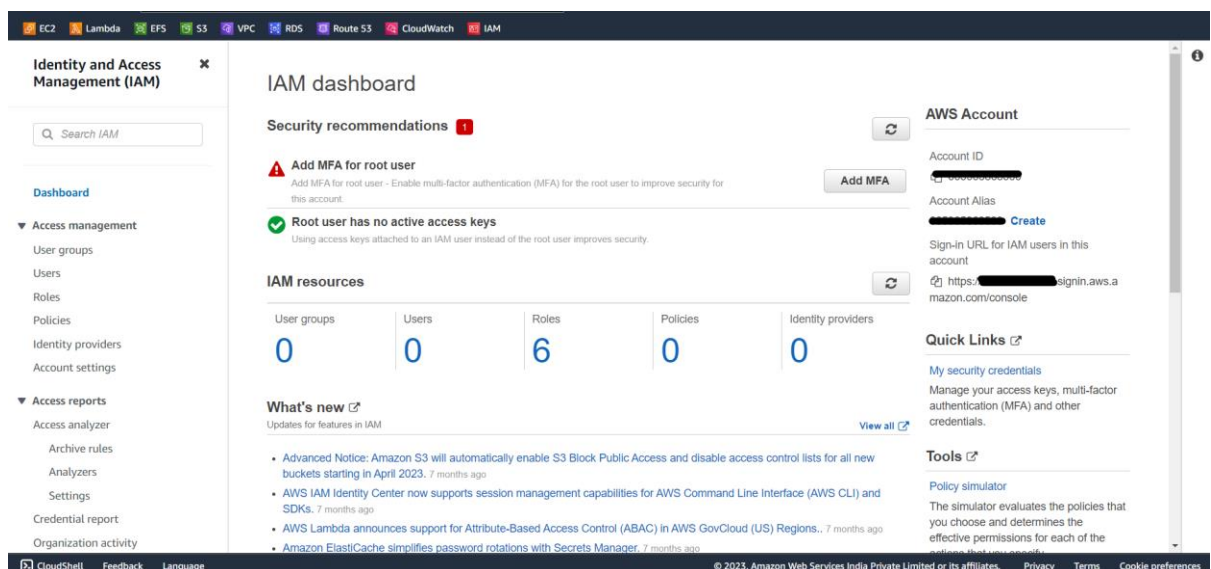 EC2 Lambda EFS S3 VPC RDS Route 53 CloudWatch IAM
Identity and Access
Management (IAM)
Search IAM
Dashboard
Access management
User groups
Users
Roles
Policies
Identity providers
Account settings
Access reports
Access analyzer
Archive rules
Analyzers
Settings
Credential report
Organization activity
IAM dashboard
Security recommendations 1
Add MFA for root user
Add MFA for root user - Enable multi-factor authentication (MFA) for the root user to improve security for
this account.
Add MFA
Root user has no active access keys
Using access keys attached to an IAM user instead of the root user improves security.
IAM resources
User groups Users Roles Policies Identity providers
0 0 6 0 0
What's new
Updates for features in IAM
View all
Advanced Notice: Amazon S3 will automatically enable S3 Block Public Access and disable access control lists for all new
buckets starting in April 2023. 7 months ago
AWS IAM Identity Center now supports session management capabilities for AWS Command Line Interface (AWS CLI) and
SDKs. 7 months ago
AWS Lambda announces support for Attribute-Based Access Control (ABAC) in AWS GovCloud (US) Regions.. 7 months ago
Amazon ElastiCache simplifies password rotations with Secrets Manager. 7 months ago
AWS Account
Account ID
Account Alias
Create
Sign-in URL for IAM users in this
account
https:/ signin.aws.a
mazon.com/console
Quick Links
My security credentials
Manage your access keys, multi-factor
authentication (MFA) and other
credentials.
Tools
Policy simulator
The simulator evaluates the policies that
you choose and determines the
effective permissions for each of the
actions that you specify.
CloudShell Feedback Language
© 2023, Amazon Web Services India Private Limited or its affiliates. Privacy Terms Cookie preferences